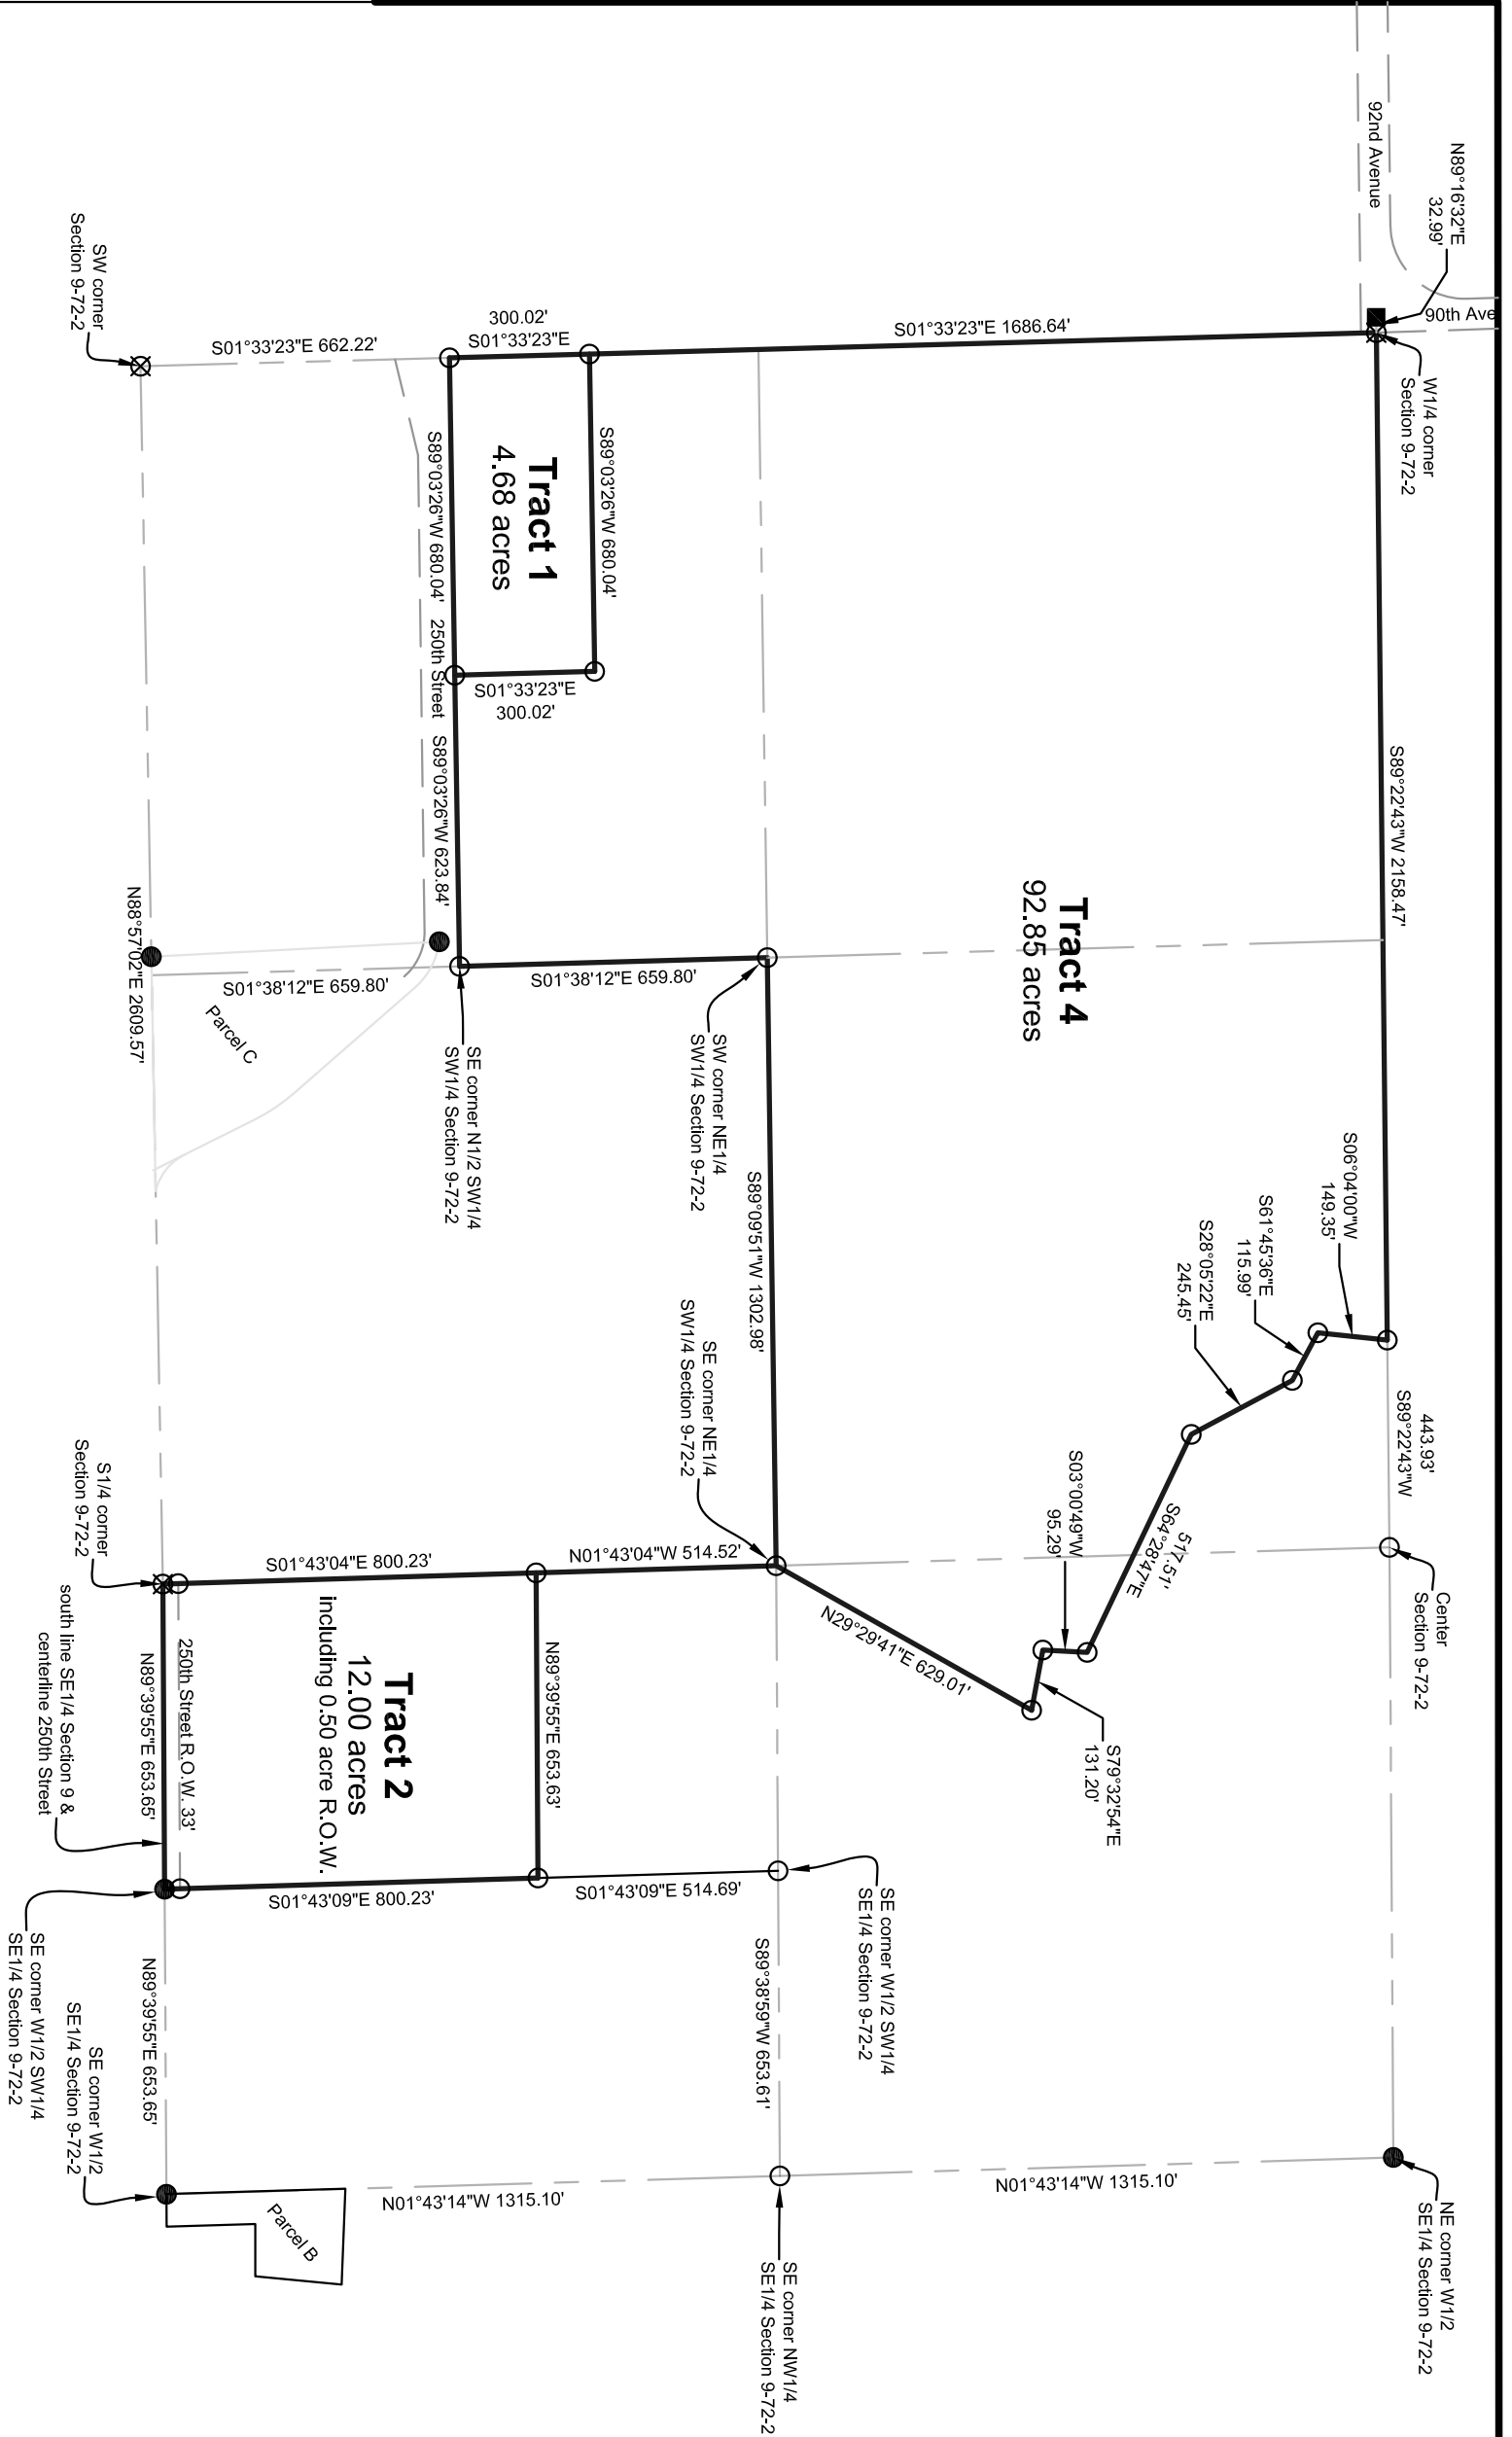 92nd Avenue
N89°16'32"E
32.99'
90th Ave
W1/4 corner
Section 9-72-2
S89°22'43"W 2158.47'
S01°33'23"E 1686.64'
300.02'
S01°33'23"E
S01°33'23"E 662.22'
SW corner
Section 9-72-2
S89°03'26"W 680.04'
Tract 1
4.68 acres
S01°33'23"E
300.02'
S89°03'26"W 680.04'
250th Street
S89°03'26"W 623.84'
Tract 4
92.85 acres
S01°38'12"E 659.80'
S01°38'12"E 659.80'
N88°57'02"E 2609.57'
Parcel C
SW corner NE1/4
SW1/4 Section 9-72-2
SE corner N1/2 SW1/4
SW1/4 Section 9-72-2
S89°09'51"W 1302.98'
S06°04'00"W
149.35'
S61°45'36"E
115.99'
S28°05'22"E
245.45'
443.93'
S89°22'43"W
517.51'
S64°28'47"E
S03°00'49"W
95.29'
Center
Section 9-72-2
SE corner NE1/4
SW1/4 Section 9-72-2
N29°29'41"E 629.01'
S79°32'54"E
131.20'
N01°43'04"W 514.52'
S01°43'04"E 800.23'
S1/4 corner
Section 9-72-2
N89°39'55"E 653.63'
Tract 2
12.00 acres
including 0.50 acre R.O.W.
250th Street R.O.W. 33'
N89°39'55"E 653.65'
south line SE1/4 Section 9 &
centerline 250th Street
S01°43'09"E 800.23'
S01°43'09"E 514.69'
SE corner W1/2 SW1/4
SE1/4 Section 9-72-2
S89°38'59"W 653.61'
N89°39'55"E 653.65'
SE corner W1/2 SW1/4
SE1/4 Section 9-72-2
SE corner W1/2
SE1/4 Section 9-72-2
N01°43'14"W 1315.10'
N01°43'14"W 1315.10'
Parcel B
NE corner W1/2
SE1/4 Section 9-72-2
SE corner NW1/4
SE1/4 Section 9-72-2